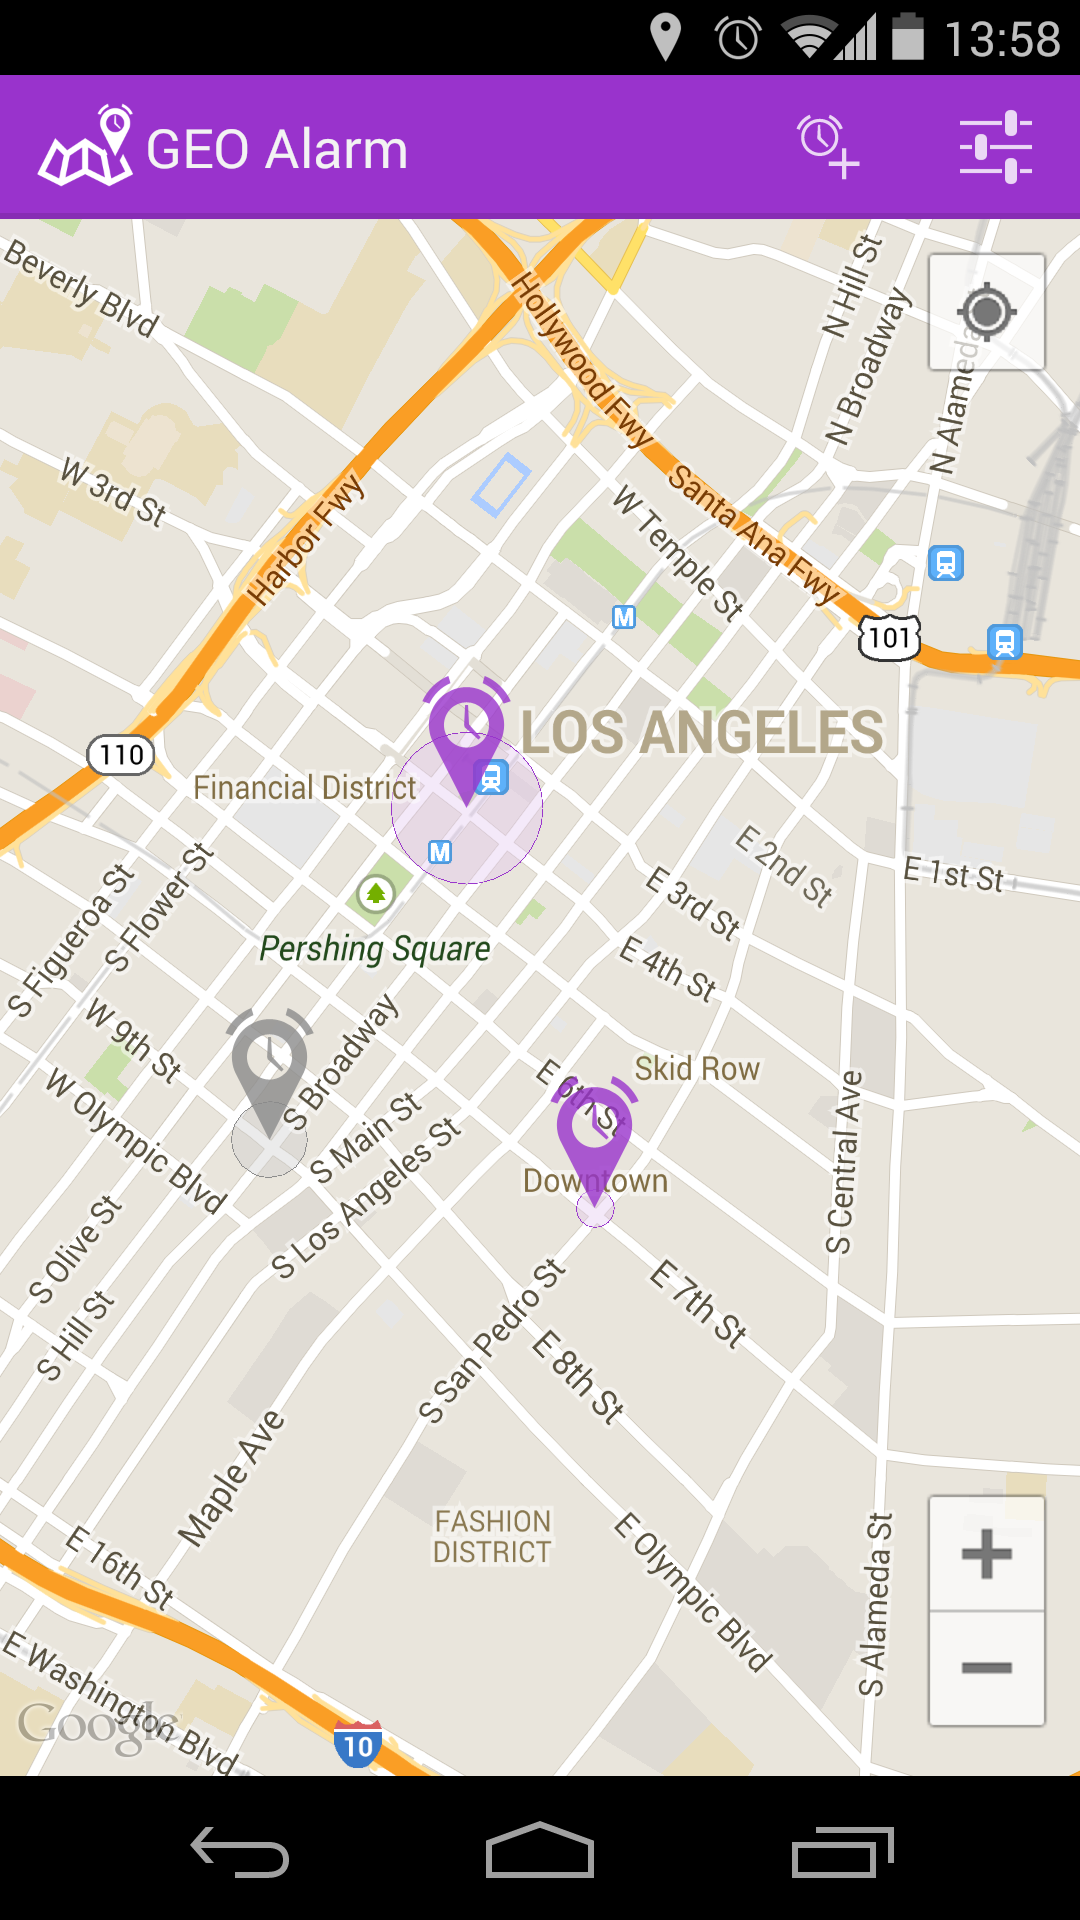 13:58
GEO Alarm
Beverly Blvd
N Hill St
N Broadway
N Alameda
Hollywood Fwy
W 3rd St
Harbor Fwy
Santa Ana Fwy
W Temple St
M
101
LOS ANGELES
110
Financial District
M
E 2nd St
E 1st St
E 3rd St
S Flower St
S Figueroa St
Pershing Square
E 4th St
W 9th St
S Broadway
Skid Row
E 6th St
W Olympic Blvd
S Main St
S Los Angeles St
S Central Ave
Downtown
S Olive St
S Hill St
E 7th St
S San Pedro St
E 8th St
Maple Ave
FASHION
DISTRICT
E 16th St
E Olympic Blvd
S Alameda St
E Washington Blvd
Google
10